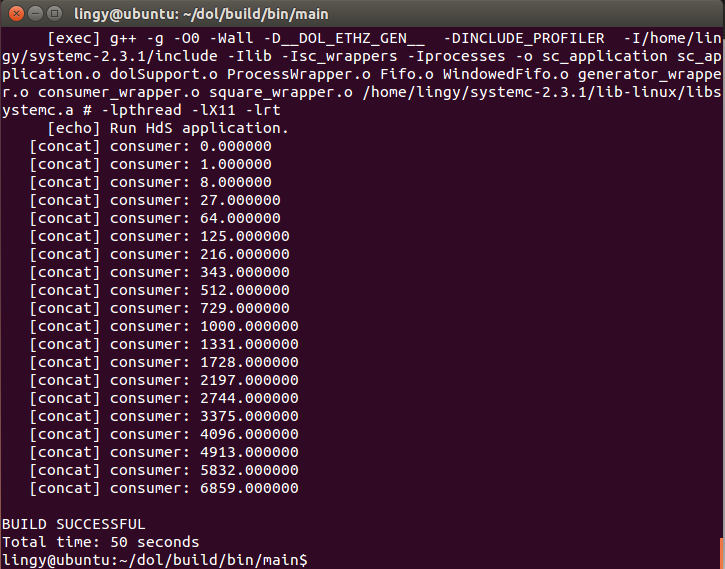 lingy@ubuntu: ~/dol/build/bin/main
[exec] g++ -g -O0 -Wall -D__DOL_ETHZ_GEN__  -DINCLUDE_PROFILER  -I/home/lin
gy/systemc-2.3.1/include -Ilib -Isc_wrappers -Iprocesses -o sc_application sc_ap
plication.o dolSupport.o ProcessWrapper.o Fifo.o WindowedFifo.o generator_wrappe
r.o consumer_wrapper.o square_wrapper.o /home/lingy/systemc-2.3.1/lib-linux/libs
ystemc.a # -lpthread -lX11 -lrt
[echo] Run HdS application.
[concat] consumer: 0.000000
[concat] consumer: 1.000000
[concat] consumer: 8.000000
[concat] consumer: 27.000000
[concat] consumer: 64.000000
[concat] consumer: 125.000000
[concat] consumer: 216.000000
[concat] consumer: 343.000000
[concat] consumer: 512.000000
[concat] consumer: 729.000000
[concat] consumer: 1000.000000
[concat] consumer: 1331.000000
[concat] consumer: 1728.000000
[concat] consumer: 2197.000000
[concat] consumer: 2744.000000
[concat] consumer: 3375.000000
[concat] consumer: 4096.000000
[concat] consumer: 4913.000000
[concat] consumer: 5832.000000
[concat] consumer: 6859.000000
BUILD SUCCESSFUL
Total time: 50 seconds
lingy@ubuntu:~/dol/build/bin/main$